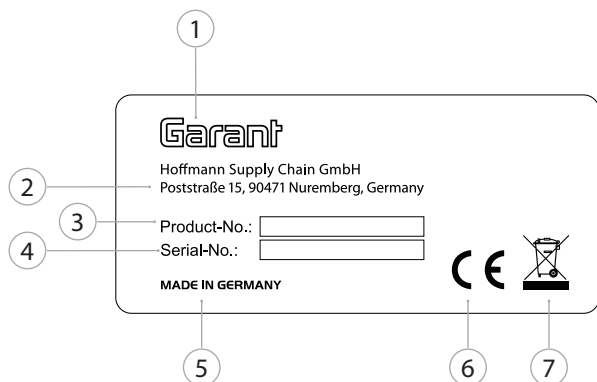 1
Garant
Hoffmann Supply Chain GmbH
2
Poststraße 15, 90471 Nuremberg, Germany
3
Product-No.:
4
Serial-No.:
MADE IN GERMANY
CE
5
6
7